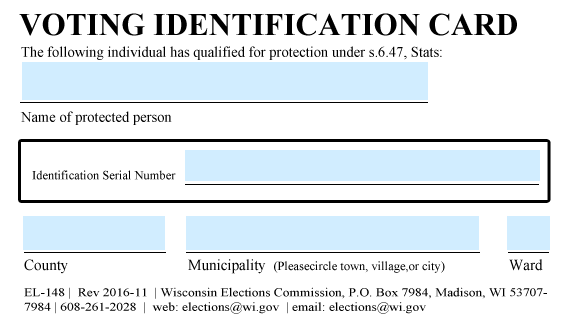 VOTING IDENTIFICATION CARD
The following individual has qualified for protection under s.6.47, Stats:
Name of protected person
Identification Serial Number
County Municipality (Pleasecircle town, village,or city) Ward
EL-148 | Rev 2016-11 | Wisconsin Elections Commission, P.O. Box 7984, Madison, WI 53707-
7984 | 608-261-2028 | web: elections@wi.gov | email: elections@wi.gov